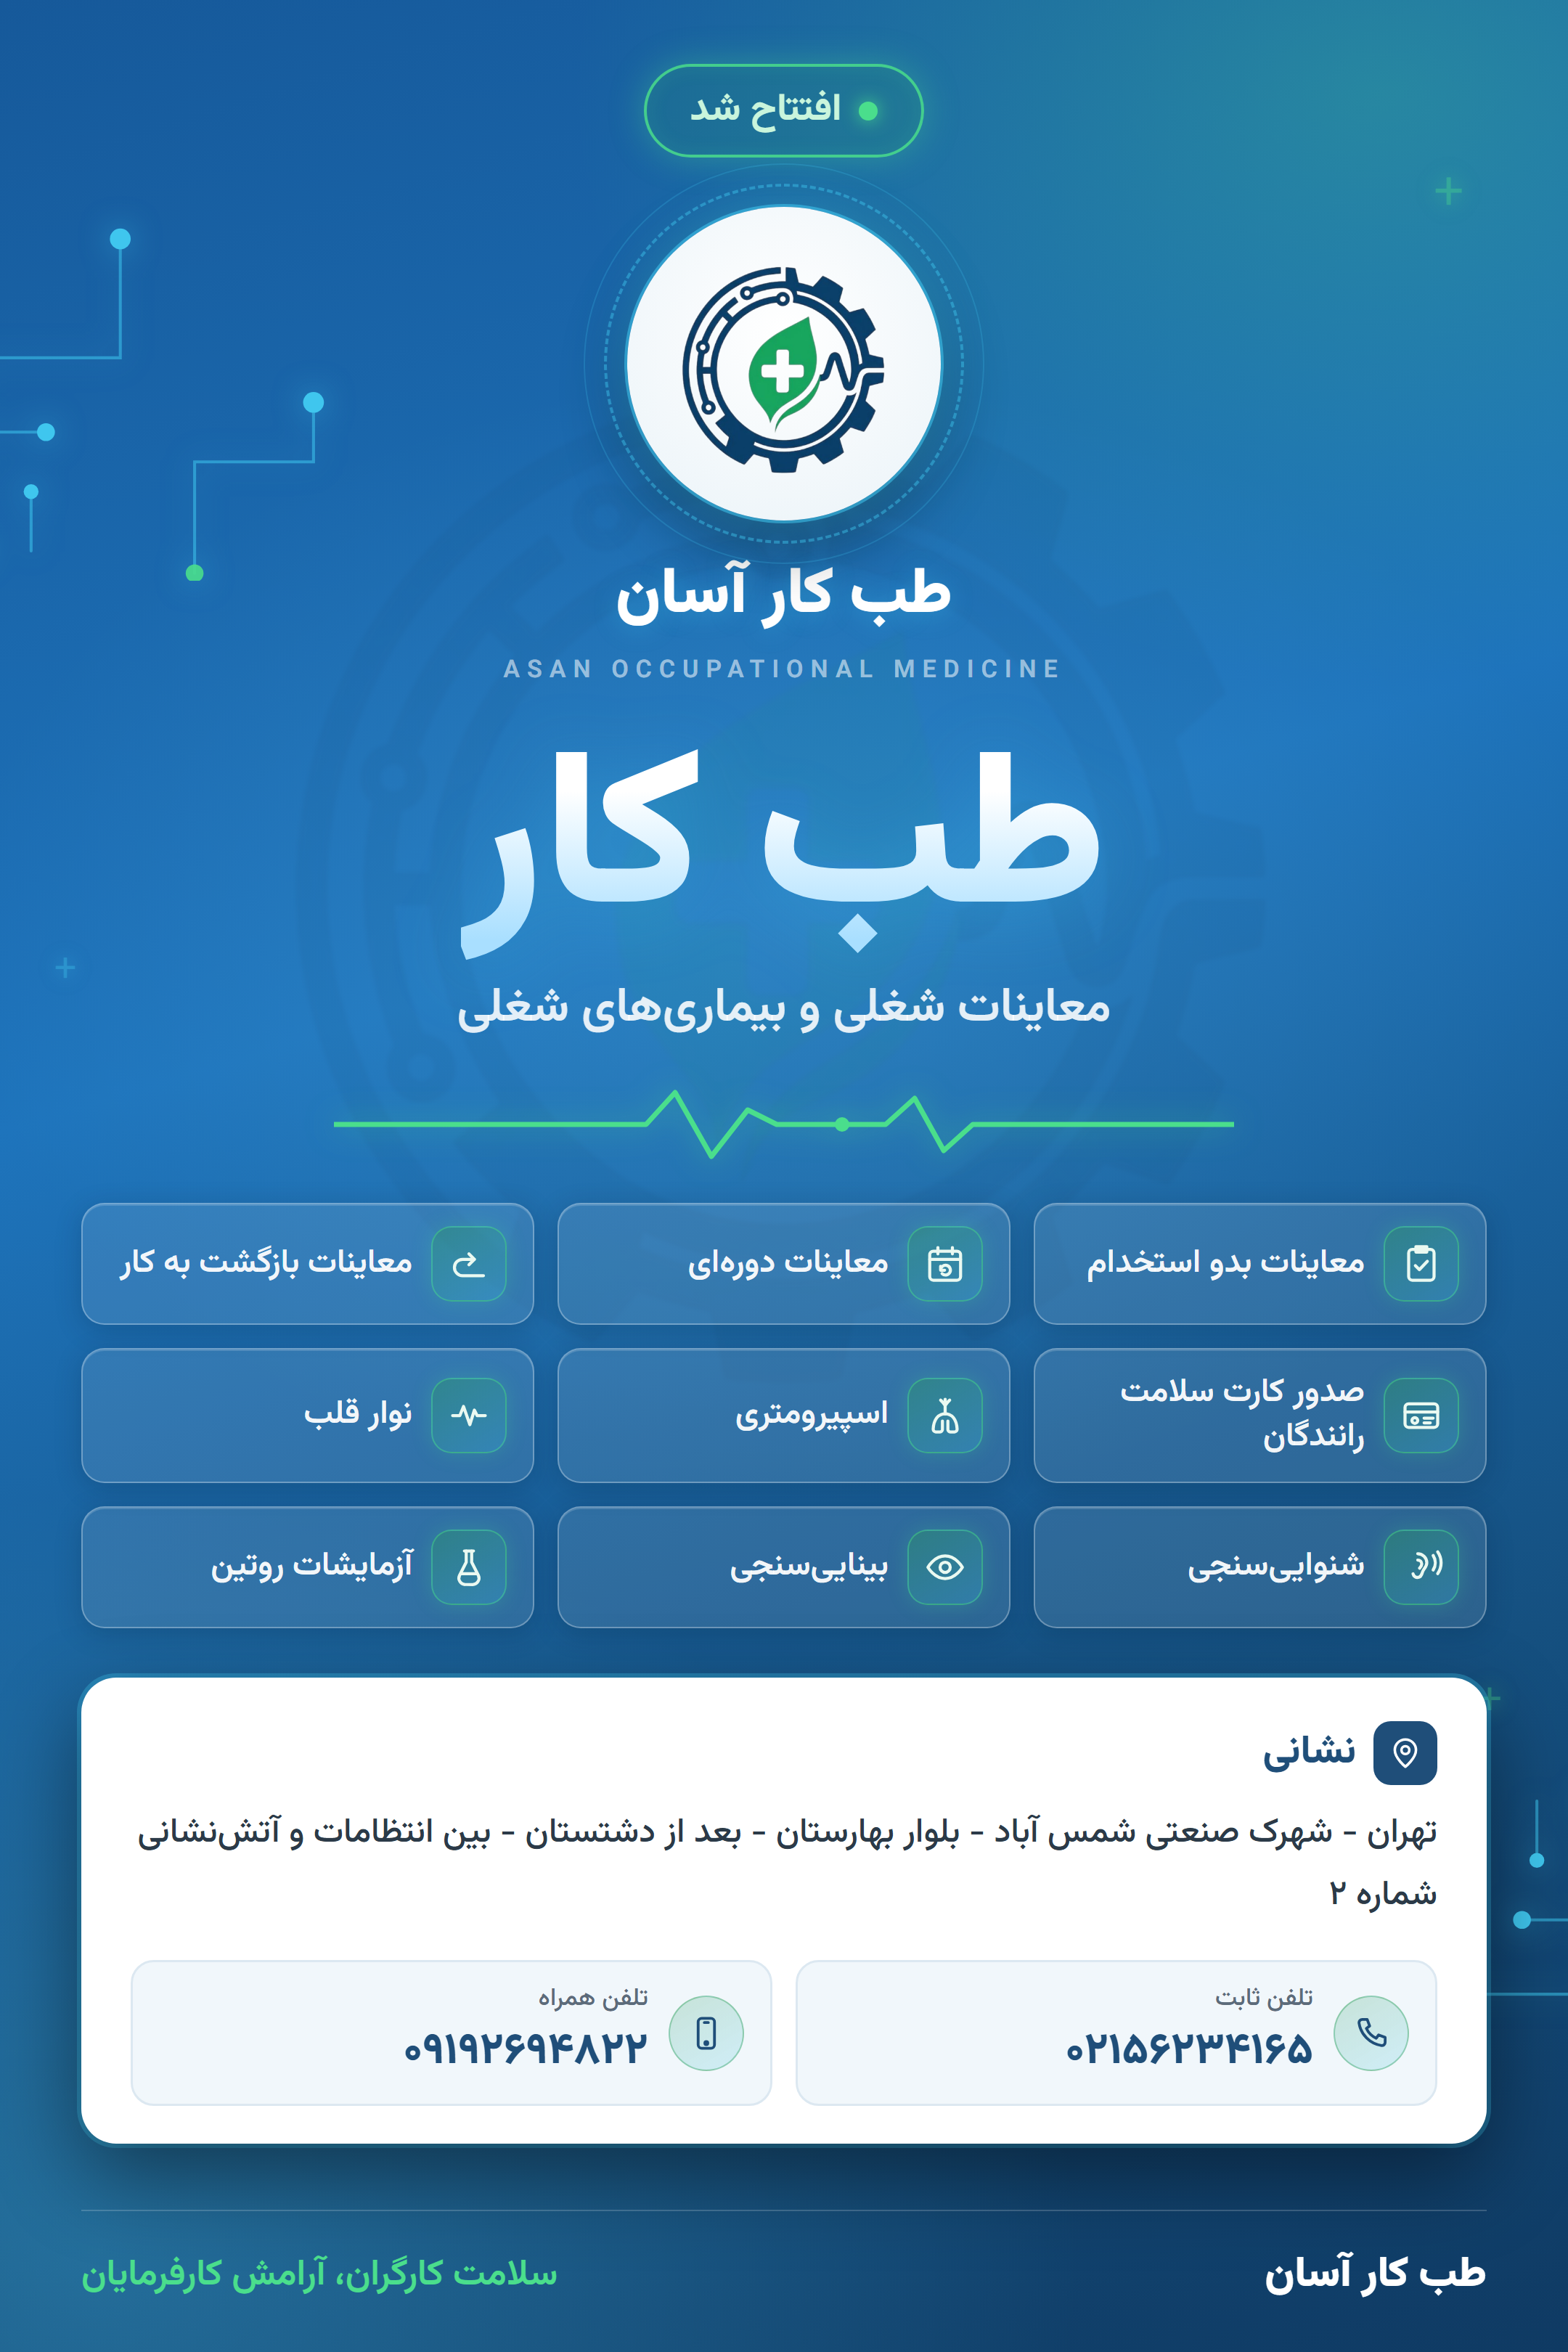 افتتاح شد
طب کار آسان
ASAN OCCUPATIONAL MEDICINE
طب کار
معاینات شغلی و بیماری‌های شغلی
معاینات بدو استخدام
معاینات دوره‌ای
معاینات بازگشت به کار
صدور کارت سلامت
رانندگان
اسپیرومتری
نوار قلب
شنوایی‌سنجی
بینایی‌سنجی
آزمایشات روتین
نشانی
تهران - شهرک صنعتی شمس آباد - بلوار بهارستان - بعد از دشتستان - بین انتظامات و آتش‌نشانی
شماره ۲
تلفن ثابت
۰۲۱۵۶۲۳۴۱۶۵
تلفن همراه
۰۹۱۹۲۶۹۴۸۲۲
طب کار آسان
سلامت کارگران، آرامش کارفرمایان